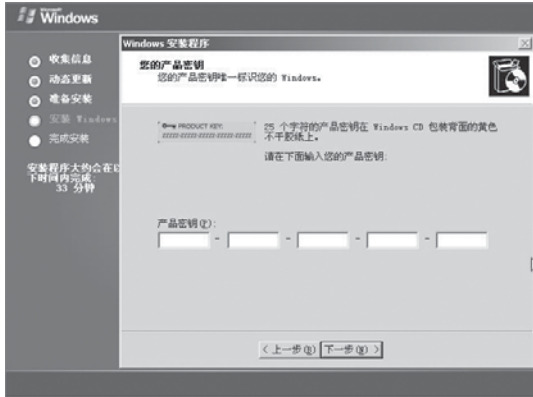 Microsoft
Windows
Windows 安装程序
收集信息
动态更新
准备安装
安装 Windows
完成安装
安装程序大约会在以
下时间内完成:
33 分钟
您的产品密钥
您的产品密钥唯一标识您的 Windows。
PRODUCT KEY:
25 个字符的产品密钥在 Windows CD 包装背面的黄色
不干胶纸上。
请在下面输入您的产品密钥:
产品密钥(P):
- - - -
< 上一步(B) 下一步(N) >